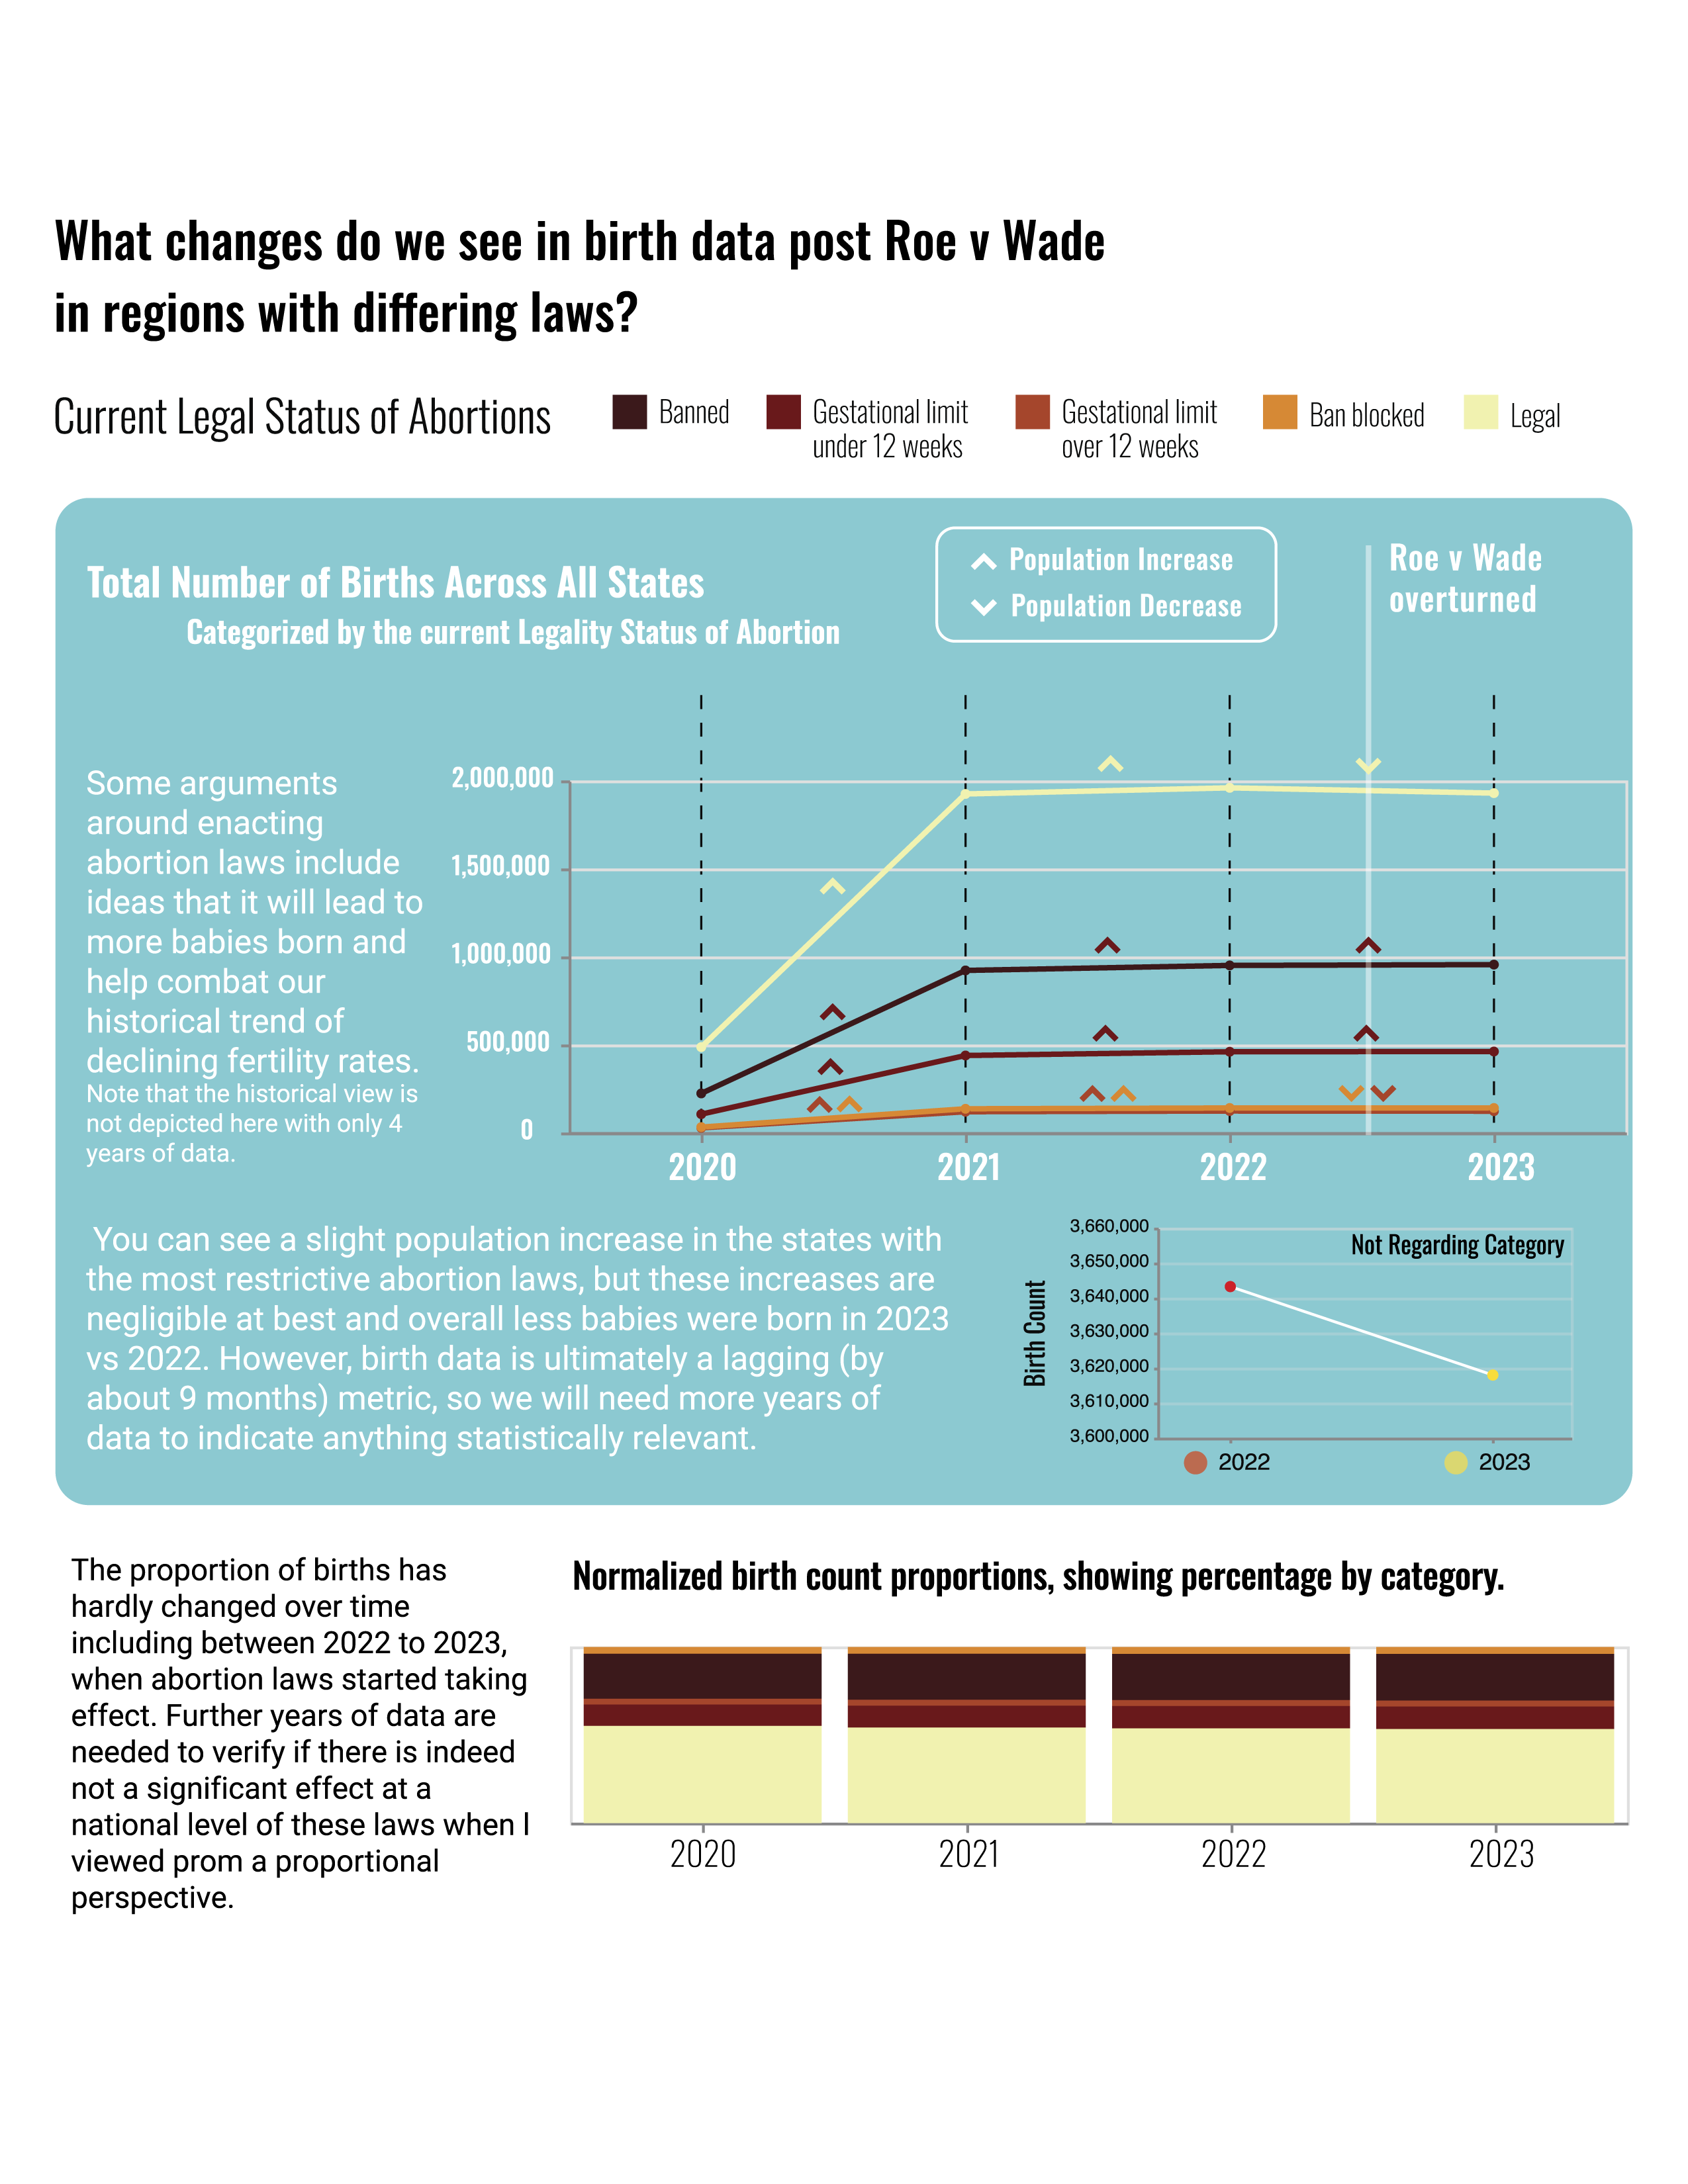 What changes do we see in birth data post Roe v Wade
in regions with differing laws?
Current Legal Status of Abortions
Banned
Gestational limit
under 12 weeks
Gestational limit
over 12 weeks
Ban blocked
Legal
Total Number of Births Across All States
Categorized by the current Legality Status of Abortion
Population Increase
Population Decrease
Roe v Wade
overturned
Some arguments
around enacting
abortion laws include
ideas that it will lead to
more babies born and
help combat our
historical trend of
declining fertility rates.
Note that the historical view is
not depicted here with only 4
years of data.
2,000,000
1,500,000
1,000,000
500,000
0
2020
2021
2022
2023
You can see a slight population increase in the states with
the most restrictive abortion laws, but these increases are
negligible at best and overall less babies were born in 2023
vs 2022. However, birth data is ultimately a lagging (by
about 9 months) metric, so we will need more years of
data to indicate anything statistically relevant.
Not Regarding Category
Birth Count
3,660,000
3,650,000
3,640,000
3,630,000
3,620,000
3,610,000
3,600,000
2022
2023
The proportion of births has
hardly changed over time
including between 2022 to 2023,
when abortion laws started taking
effect. Further years of data are
needed to verify if there is indeed
not a significant effect at a
national level of these laws when l
viewed prom a proportional
perspective.
Normalized birth count proportions, showing percentage by category.
2020
2021
2022
2023